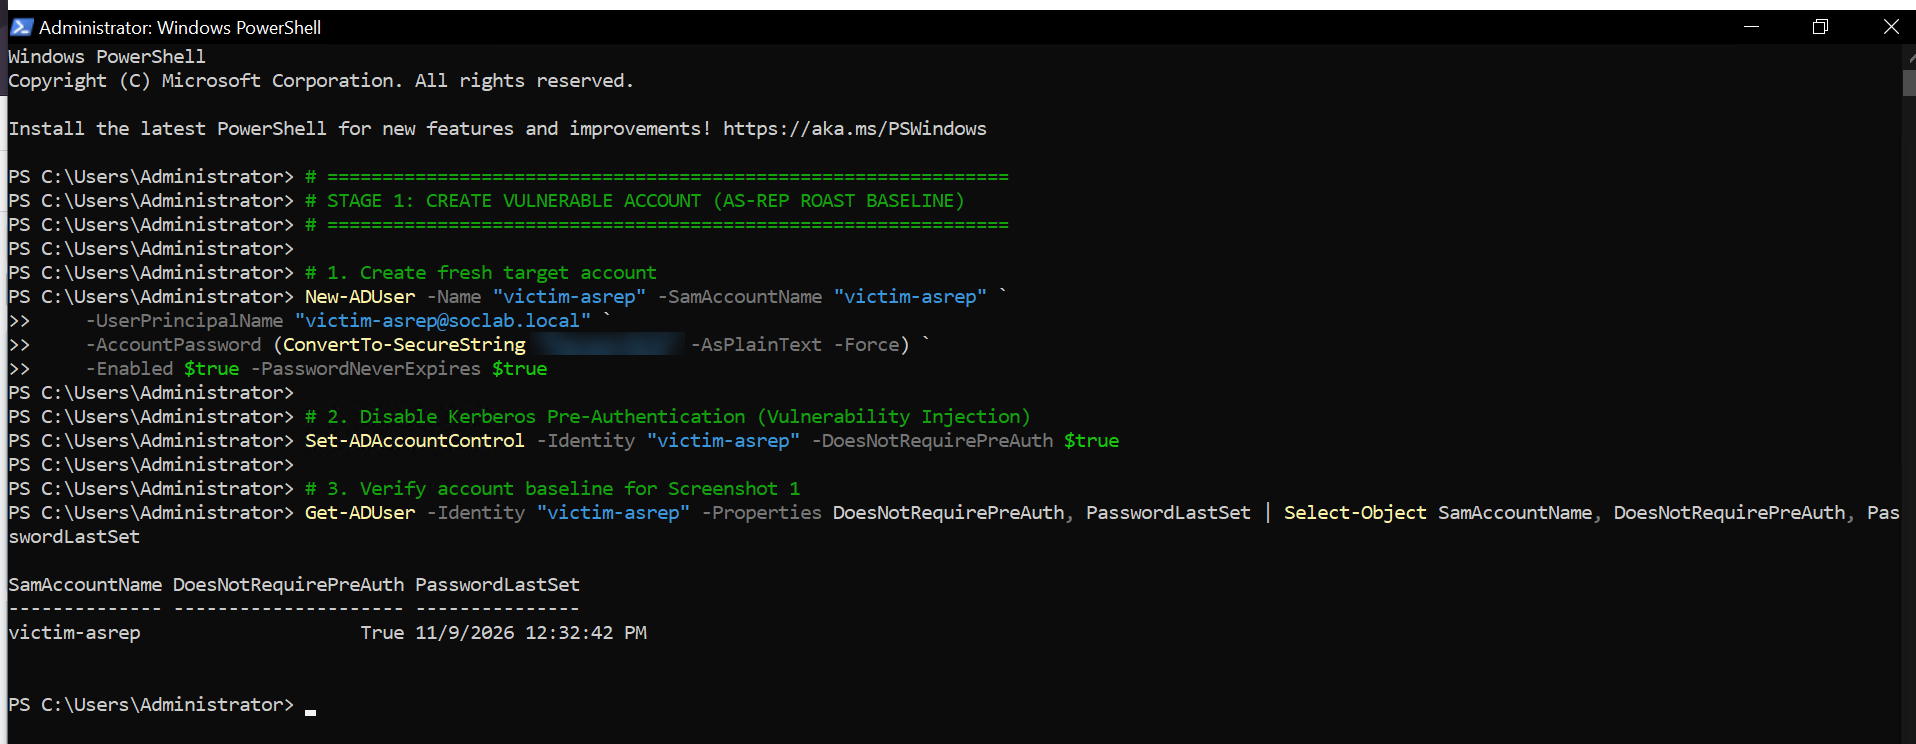 Administrator: Windows PowerShell
Windows PowerShell
Copyright (C) Microsoft Corporation. All rights reserved.
Install the latest PowerShell for new features and improvements! https://aka.ms/PSWindows
PS C:\Users\Administrator> # ==============================================================
PS C:\Users\Administrator> # STAGE 1: CREATE VULNERABLE ACCOUNT (AS-REP ROAST BASELINE)
PS C:\Users\Administrator> # ==============================================================
PS C:\Users\Administrator>
PS C:\Users\Administrator> # 1. Create fresh target account
PS C:\Users\Administrator> New-ADUser -Name "victim-asrep" -SamAccountName "victim-asrep" `
>>     -UserPrincipalName "victim-asrep@soclab.local" `
>>     -AccountPassword (ConvertTo-SecureString -AsPlainText -Force) `
>>     -Enabled $true -PasswordNeverExpires $true
PS C:\Users\Administrator>
PS C:\Users\Administrator> # 2. Disable Kerberos Pre-Authentication (Vulnerability Injection)
PS C:\Users\Administrator> Set-ADAccountControl -Identity "victim-asrep" -DoesNotRequirePreAuth $true
PS C:\Users\Administrator>
PS C:\Users\Administrator> # 3. Verify account baseline for Screenshot 1
PS C:\Users\Administrator> Get-ADUser -Identity "victim-asrep" -Properties DoesNotRequirePreAuth, PasswordLastSet | Select-Object SamAccountName, DoesNotRequirePreAuth, Pas
swordLastSet
SamAccountName DoesNotRequirePreAuth PasswordLastSet
-------------- --------------------- ---------------
victim-asrep                    True 11/9/2026 12:32:42 PM
PS C:\Users\Administrator>